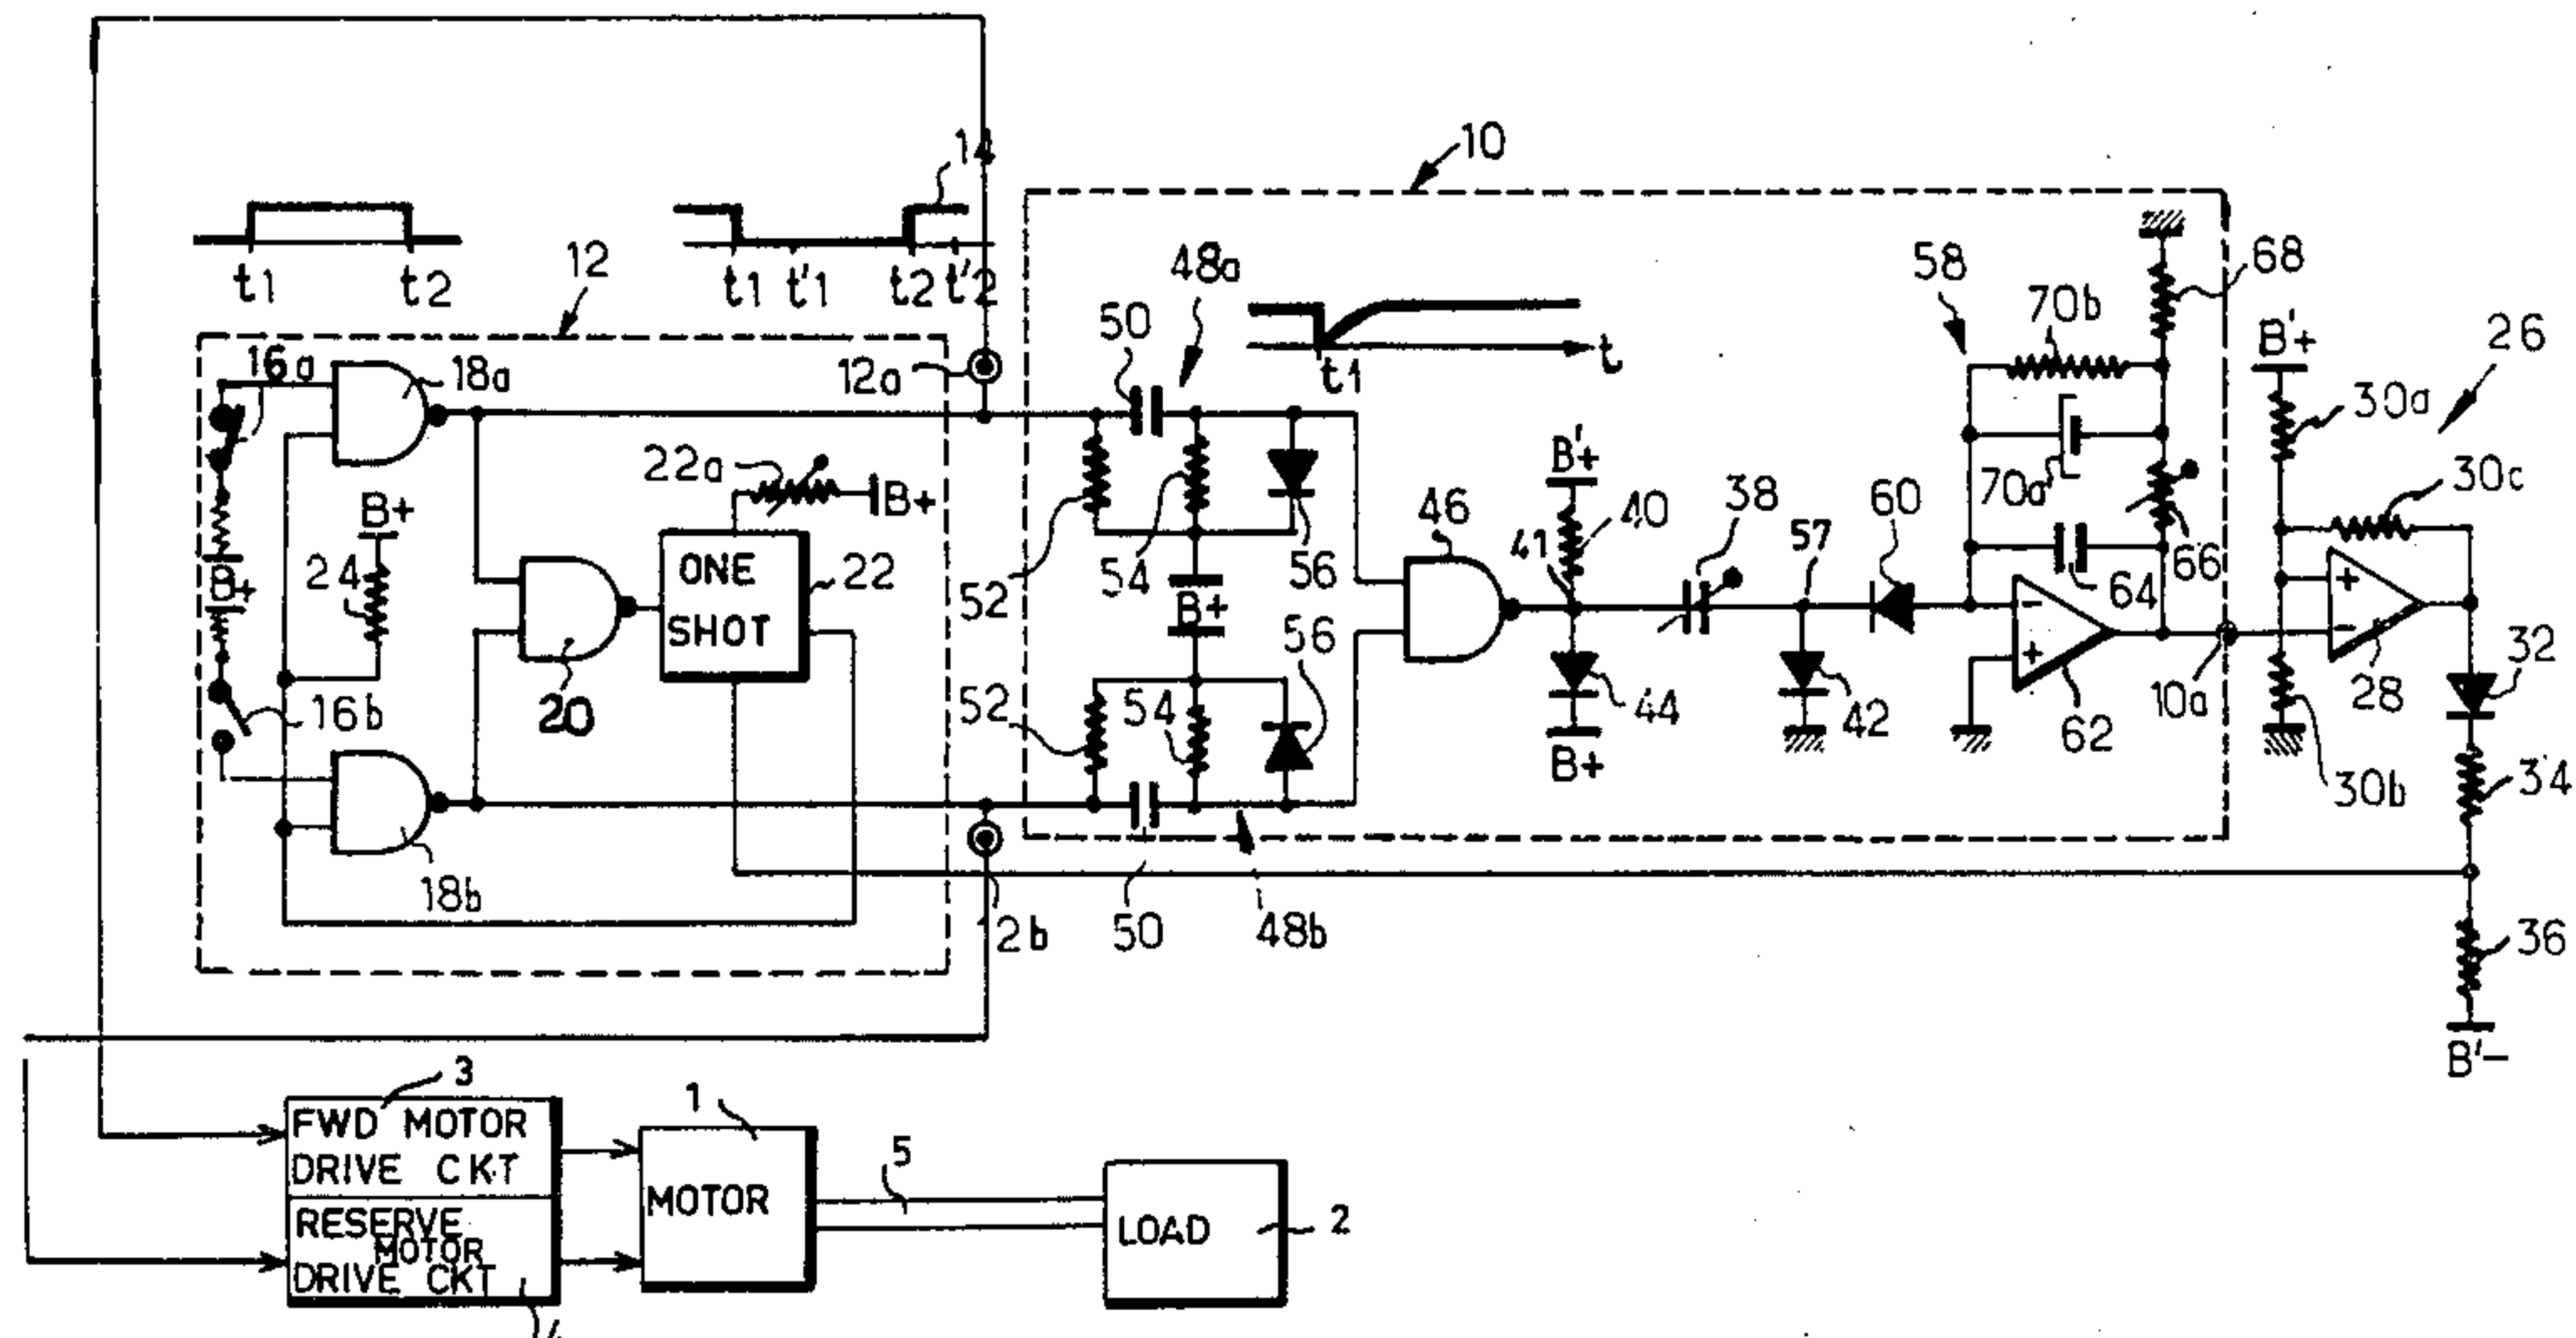 14
10
t1
t2
12
t1
t'1
t2
t'2
48a
58
68
70b
50
t
t1
B'+
26
16a
18a
12a
30a
22a
B+
70a
30c
B'+
40
38
60
46
41
57
66
B+
24
B+
ONE
SHOT
22
52
54
56
B+
64
+
-
28
32
16b
20
52
54
56
44
42
-
+
62
10a
30b
34
B+
18b
12b
50
48b
36
B'-
3
1
FWD MOTOR
DRIVE CKT
5
MOTOR
RESERVE
MOTOR
DRIVE CKT
LOAD
2
4